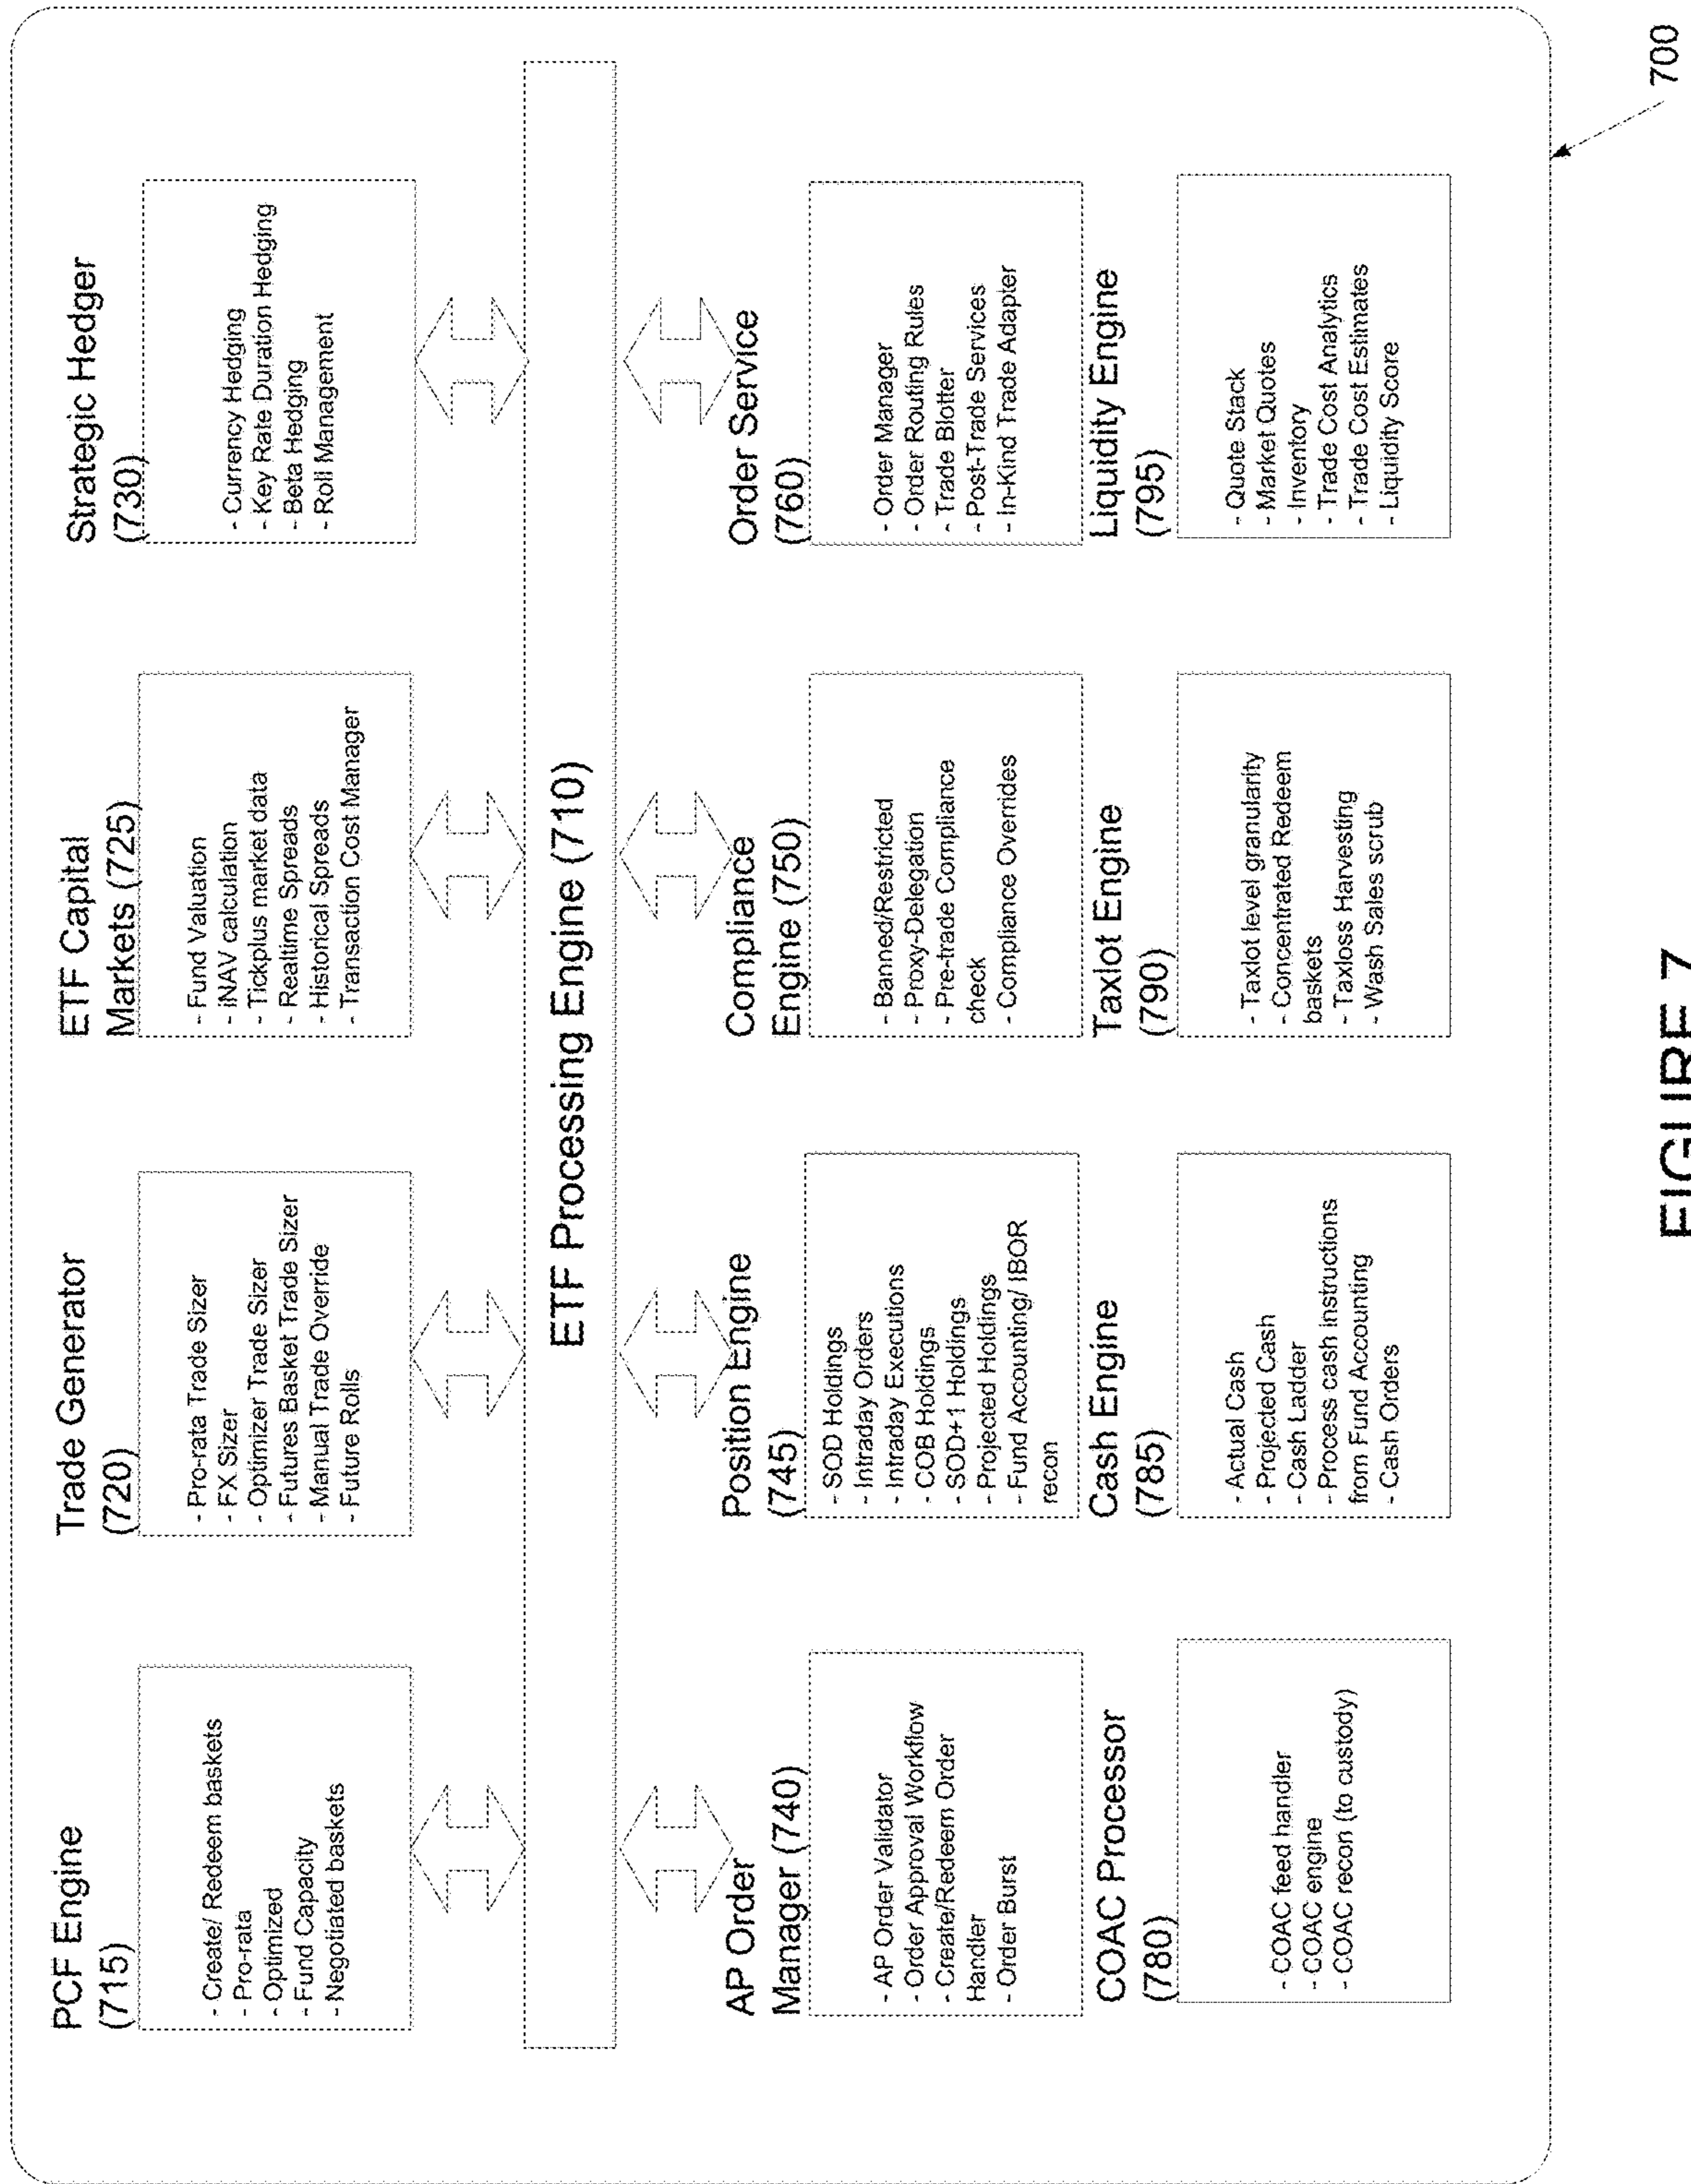 PCF Engine
(715)
- Create/ Redeem baskets
- Pro-rata
- Optimized
- Fund Capacity
- Negotiated baskets
Trade Generator
(720)
- Pro-rata Trade Sizer
- FX Sizer
- Optimizer Trade Sizer
- Futures Basket Trade Sizer
- Manual Trade Override
- Future Rolls
ETF Capital
Markets (725)
- Fund Valuation
- iNAV calculation
- Tickplus market data
- Realtime Spreads
- Historical Spreads
- Transaction Cost Manager
Strategic Hedger
(730)
- Currency Hedging
- Key Rate Duration Hedging
- Beta Hedging
- Roll Management
ETF Processing Engine (710)
AP Order
Manager (740)
- AP Order Validator
- Order Approval Workflow
- Create/Redeem Order
Handler
- Order Burst
Position Engine
(745)
- SOD Holdings
- Intraday Orders
- Intraday Executions
- COB Holdings
- SOD+1 Holdings
- Projected Holdings
- Fund Accounting/ IBOR
recon
Compliance
Engine (750)
- Banned/Restricted
- Proxy-Delegation
- Pre-trade Compliance
check
- Compliance Overrides
Order Service
(760)
- Order Manager
- Order Routing Rules
- Trade Blotter
- Post-Trade Services
- In-Kind Trade Adapter
COAC Processor
(780)
- COAC feed handler
- COAC engine
- COAC recon (to custody)
Cash Engine
(785)
- Actual Cash
- Projected Cash
- Cash Ladder
- Process cash instructions
from Fund Accounting
- Cash Orders
Taxlot Engine
(790)
- Taxlot level granularity
- Concentrated Redeem
baskets
- Taxloss Harvesting
- Wash Sales scrub
Liquidity Engine
(795)
- Quote Stack
- Market Quotes
- Inventory
- Trade Cost Analytics
- Trade Cost Estimates
- Liquidity Score
700
FIGURE 7